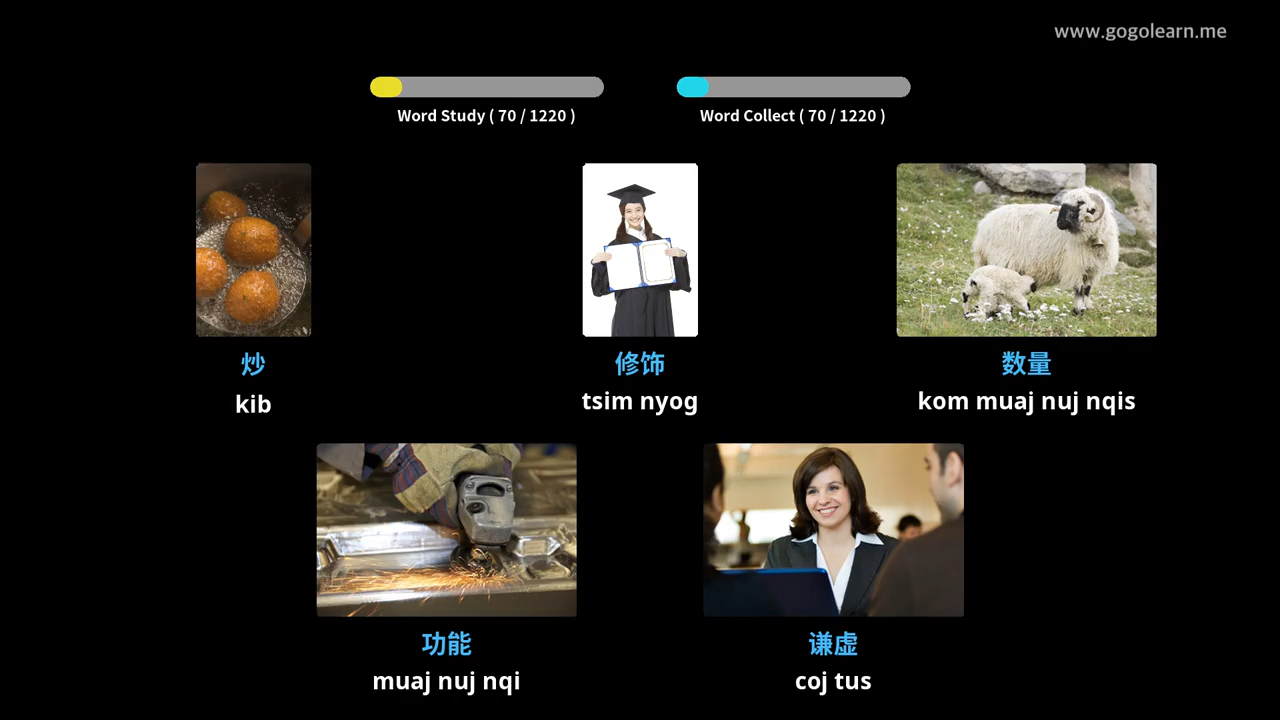 www.gogolearn.me
Word Study ( 70 / 1220 )
Word Collect ( 70 / 1220 )
炒
kib
修饰
tsim nyog
数量
kom muaj nuj nqis
功能
muaj nuj nqi
谦虚
coj tus